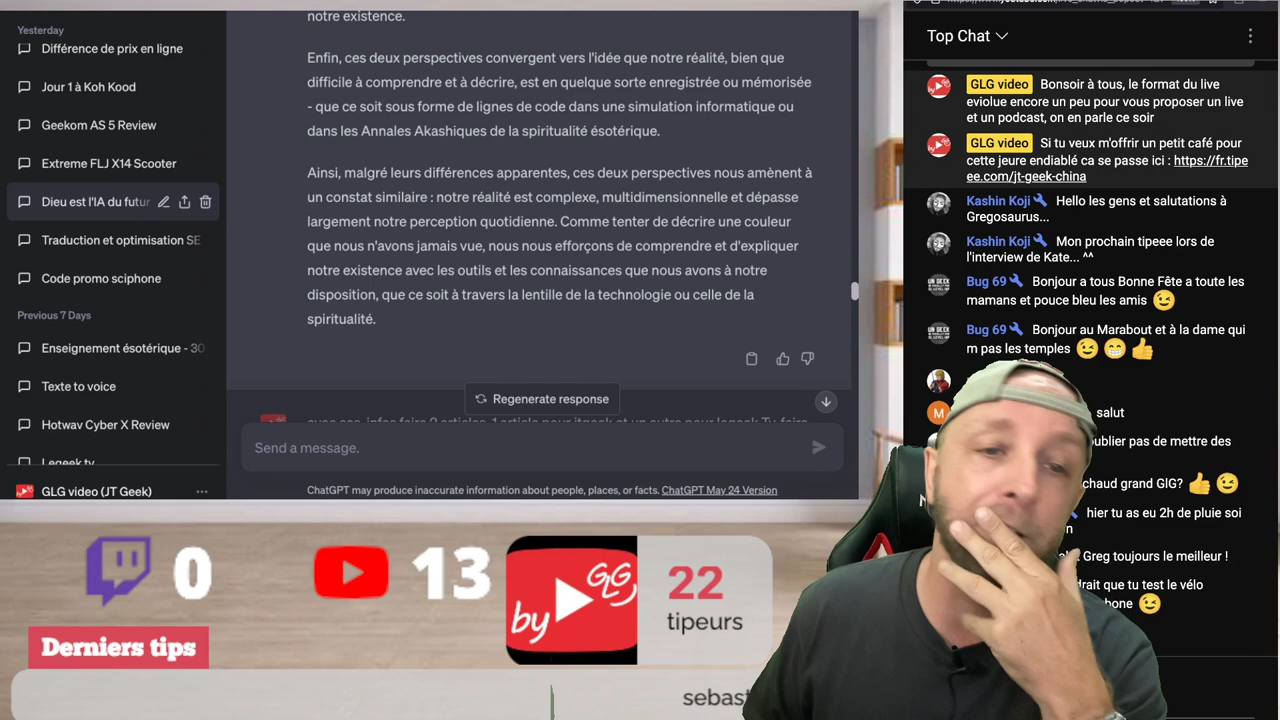 Yesterday
Différence de prix en ligne
Jour 1 à Koh Kood
Geekom AS 5 Review
Extreme FLJ X14 Scooter
Dieu est l'IA du futur
Traduction et optimisation SE
Code promo sciphone
Previous 7 Days
Enseignement ésotérique - 30
Texte to voice
Hotwav Cyber X Review
Legeek tv
GLG video (JT Geek)
notre existence.
Enfin, ces deux perspectives convergent vers l'idée que notre réalité, bien que
difficile à comprendre et à décrire, est en quelque sorte enregistrée ou mémorisée
- que ce soit sous forme de lignes de code dans une simulation informatique ou
dans les Annales Akashiques de la spiritualité ésotérique.
Ainsi, malgré leurs différences apparentes, ces deux perspectives nous amènent à
un constat similaire : notre réalité est complexe, multidimensionnelle et dépasse
largement notre perception quotidienne. Comme tenter de décrire une couleur
que nous n'avons jamais vue, nous nous efforçons de comprendre et d'expliquer
notre existence avec les outils et les connaissances que nous avons à notre
disposition, que ce soit à travers la lentille de la technologie ou celle de la
spiritualité.
Regenerate response
Send a message.
ChatGPT may produce inaccurate information about people, places, or facts. ChatGPT May 24 Version
Top Chat
GLG video Bonsoir à tous, le format du live
eviolue encore un peu pour vous proposer un live
et un podcast, on en parle ce soir
GLG video Si tu veux m'offrir un petit café pour
cette jeure endiablé ca se passe ici : https://fr.tipe
ee.com/jt-geek-china
Kashin Koji Hello les gens et salutations à
Gregosaurus...
Kashin Koji Mon prochain tipeee lors de
l'interview de Kate... ^^
Bug 69 Bonjour a tous Bonne Fête a toute les
mamans et pouce bleu les amis
Bug 69 Bonjour au Marabout et à la dame qui
m pas les temples
M salut
oublier pas de mettre des
chaud grand GlG?
hier tu as eu 2h de pluie soi
Greg toujours le meilleur !
drait que tu test le vélo
bone
0
13
by GLG
22
tipeurs
Derniers tips
sebast